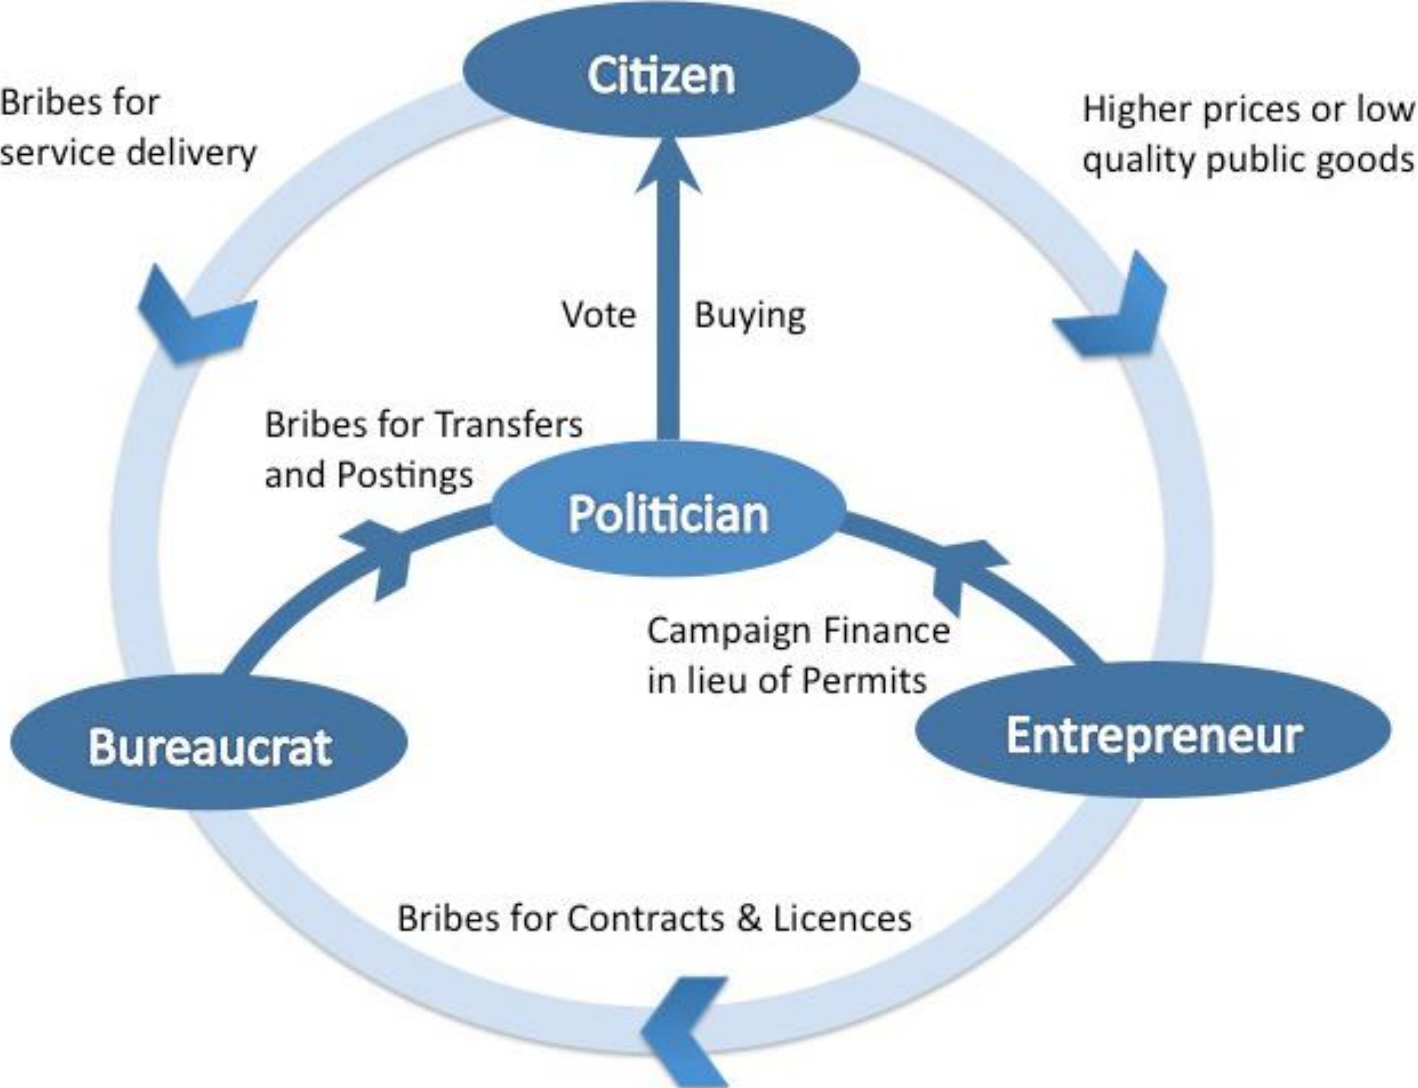 Citizen
Bribes for
service delivery
Higher prices or low
quality public goods
Vote Buying
Bribes for Transfers
and Postings
Politician
Campaign Finance
in lieu of Permits
Bureaucrat
Entrepreneur
Bribes for Contracts & Licences